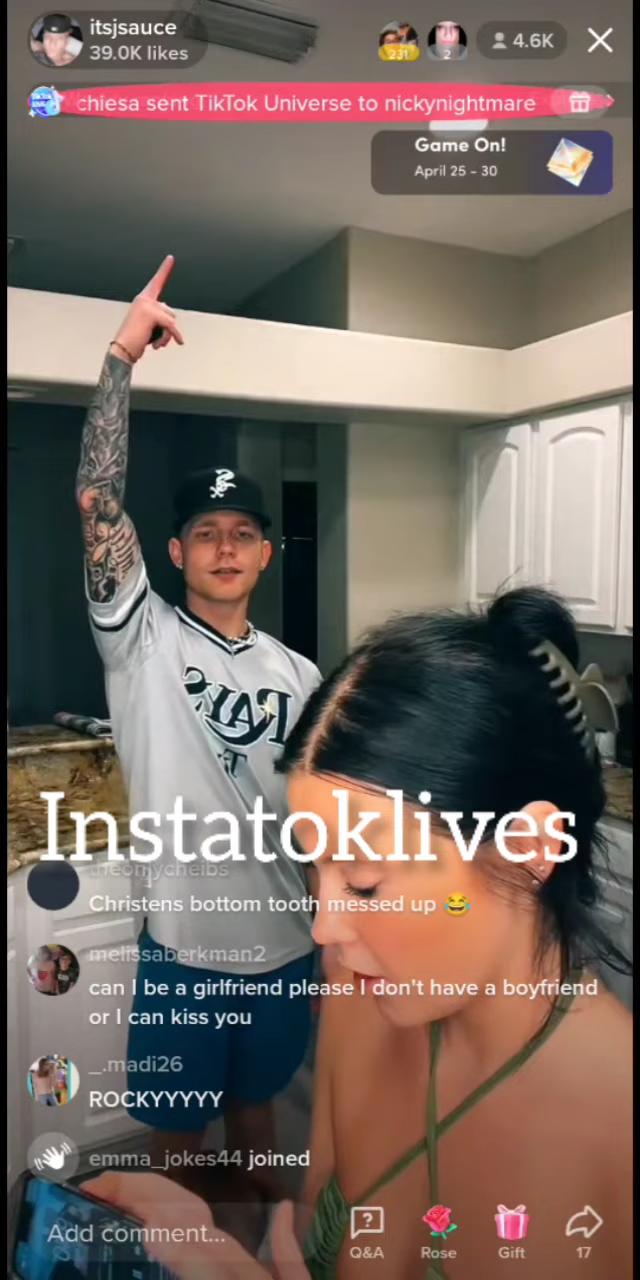 itsjsauce
39.0K likes
231
2
4.6K
chiesa sent TikTok Universe to nickynightmare
Game On!
April 25 - 30
RAYS
Instatoklives
theonlycheibs
Christens bottom tooth messed up 😂
melissaberkman2
can I be a girlfriend please I don't have a boyfriend
or I can kiss you
_.madi26
ROCKYYYYY
emma_jokes44 joined
Add comment...
Q&A
Rose
Gift
17